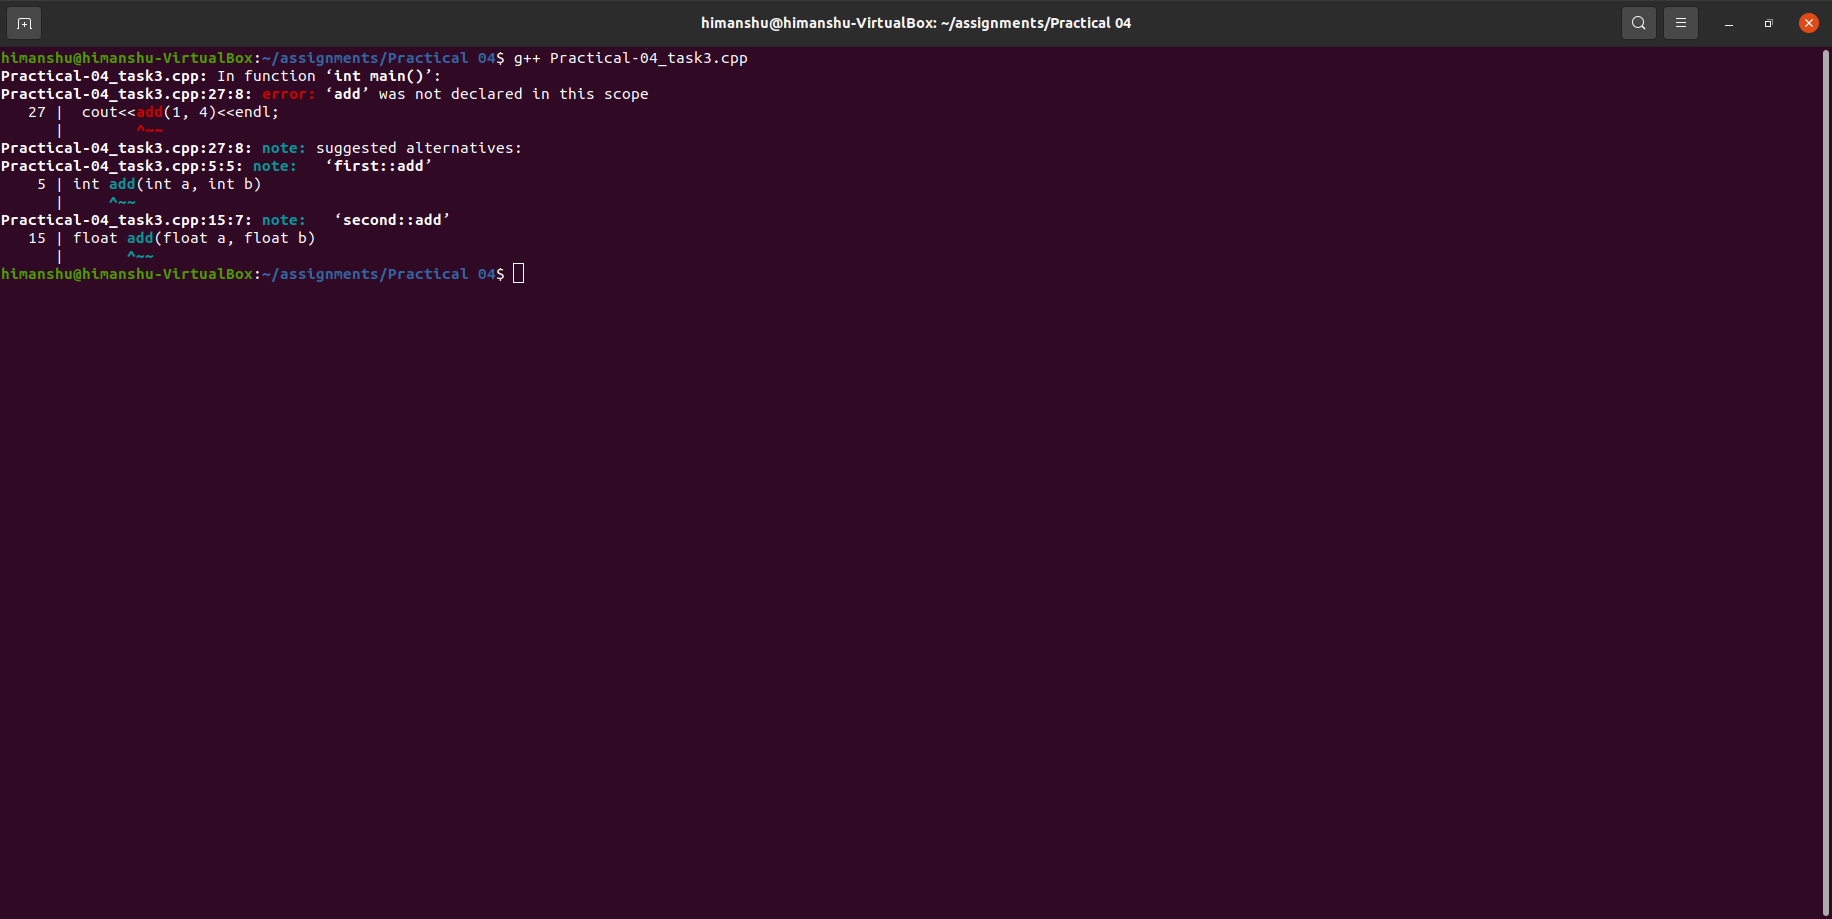 himanshu@himanshu-VirtualBox: ~/assignments/Practical 04
himanshu@himanshu-VirtualBox:~/assignments/Practical 04$ g++ Practical-04_task3.cpp
Practical-04_task3.cpp: In function ‘int main()’:
Practical-04_task3.cpp:27:8: error: ‘add’ was not declared in this scope
   27 |  cout<<add(1, 4)<<endl;
      |        ^~~
Practical-04_task3.cpp:27:8: note: suggested alternatives:
Practical-04_task3.cpp:5:5: note:   ‘first::add’
    5 | int add(int a, int b)
      |     ^~~
Practical-04_task3.cpp:15:7: note:   ‘second::add’
   15 | float add(float a, float b)
      |       ^~~
himanshu@himanshu-VirtualBox:~/assignments/Practical 04$